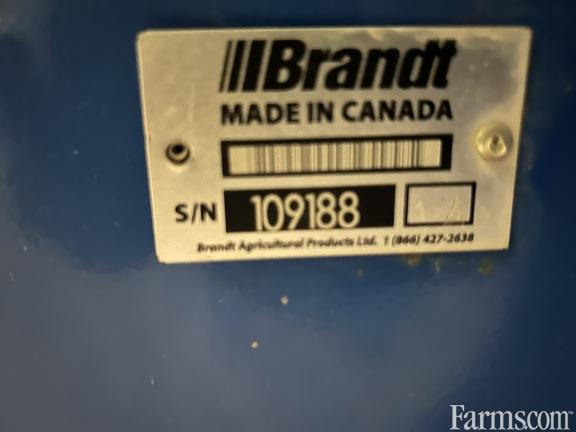 Brandt
MADE IN CANADA
S/N 109188
Brandt Agricultural Products Ltd. 1 (866) 427-2638
Farms.com